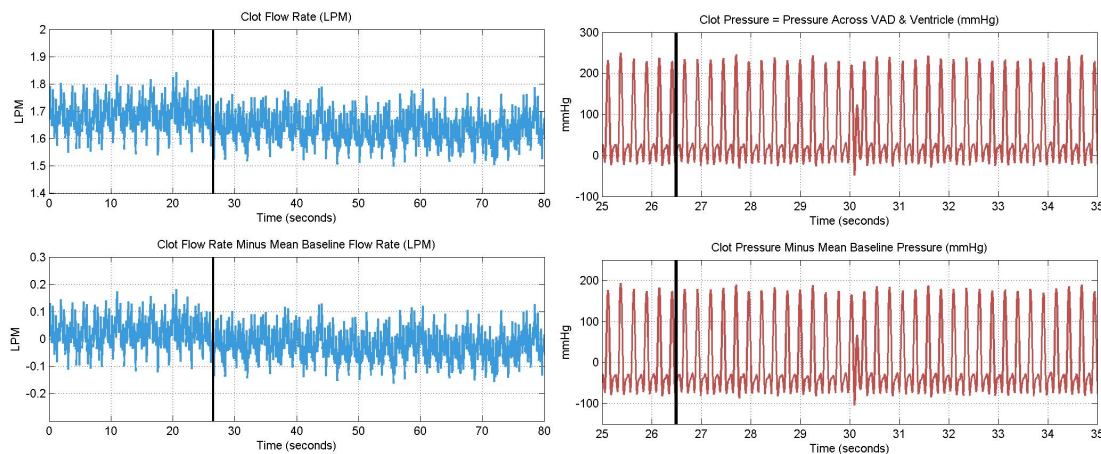 Clot Flow Rate (LPM)
2
1.8
1.7
1.6
1.5
1.4
LPM
0 10 20 30 40 50 60 70 80
Time (seconds)
Clot Pressure = Pressure Across VAD & Ventricle (mmHg)
300
200
100
0
-100
mmHg
25 26 27 28 29 30 31 32 33 34 35
Time (seconds)
Clot Flow Rate Minus Mean Baseline Flow Rate (LPM)
0.3
0.2
0.1
0
-0.1
-0.2
LPM
0 10 20 30 40 50 60 70 80
Time (seconds)
Clot Pressure Minus Mean Baseline Pressure (mmHg)
200
100
0
-100
mmHg
25 26 27 28 29 30 31 32 33 34 35
Time (seconds)